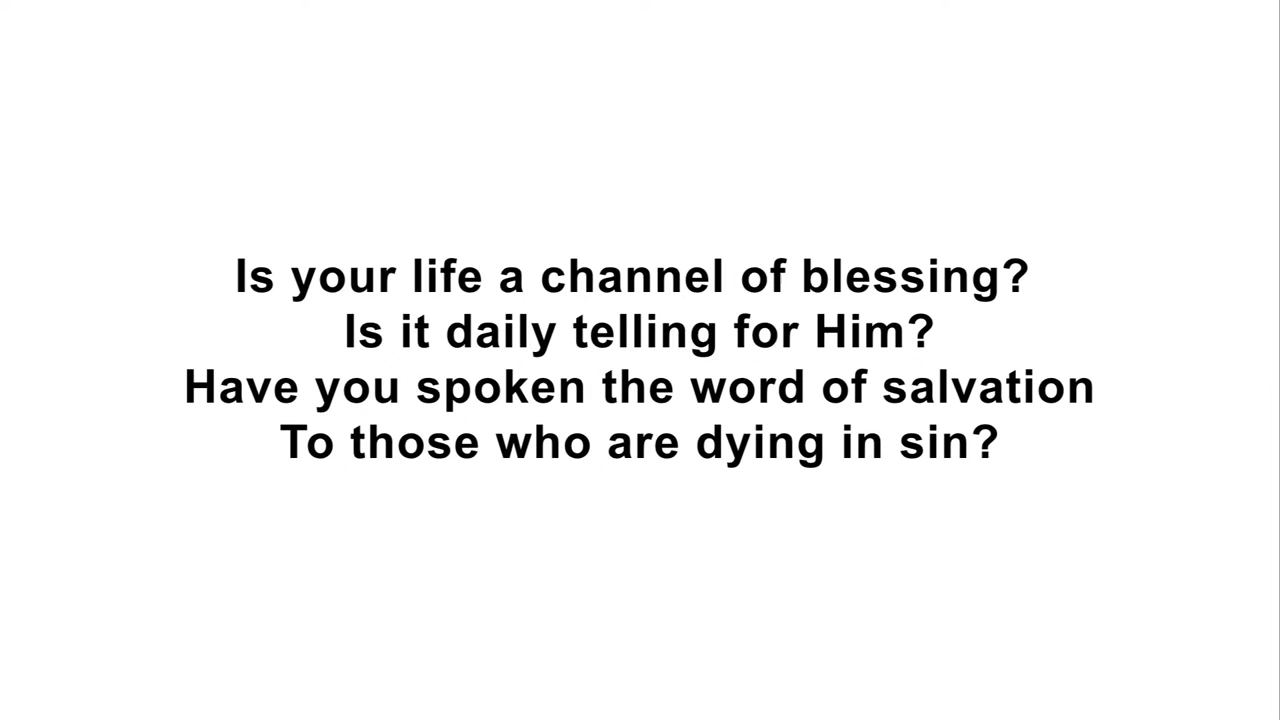 Is your life a channel of blessing?
Is it daily telling for Him?
Have you spoken the word of salvation
To those who are dying in sin?